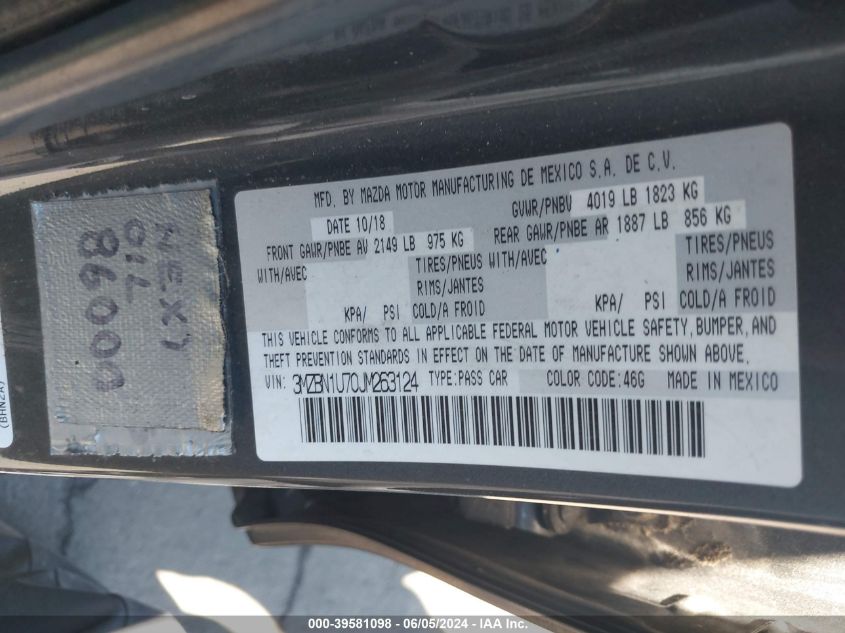 (BHN2A)
00098
MFD. BY MAZDA MOTOR MANUFACTURING DE MEXICO S.A. DE C.V.
DATE 10/18 GVWR/PNBV 4019 LB 1823 KG
FRONT GAWR/PNBE AV 2149 LB 975 KG REAR GAWR/PNBE AR 1887 LB 856 KG
WITH/AVEC TIRES/PNEUS WITH/AVEC TIRES/PNEUS
RIMS/JANTES RIMS/JANTES
KPA/ PSI COLD/A FROID KPA/ PSI COLD/A FROID
THIS VEHICLE CONFORMS TO ALL APPLICABLE FEDERAL MOTOR VEHICLE SAFETY, BUMPER, AND
THEFT PREVENTION STANDARDS IN EFFECT ON THE DATE OF MANUFACTURE SHOWN ABOVE.
VIN: 3MZBN1U70JM263124 TYPE:PASS CAR COLOR CODE:46G MADE IN MEXICO
000-39581098 - 06/05/2024 - IAA Inc.